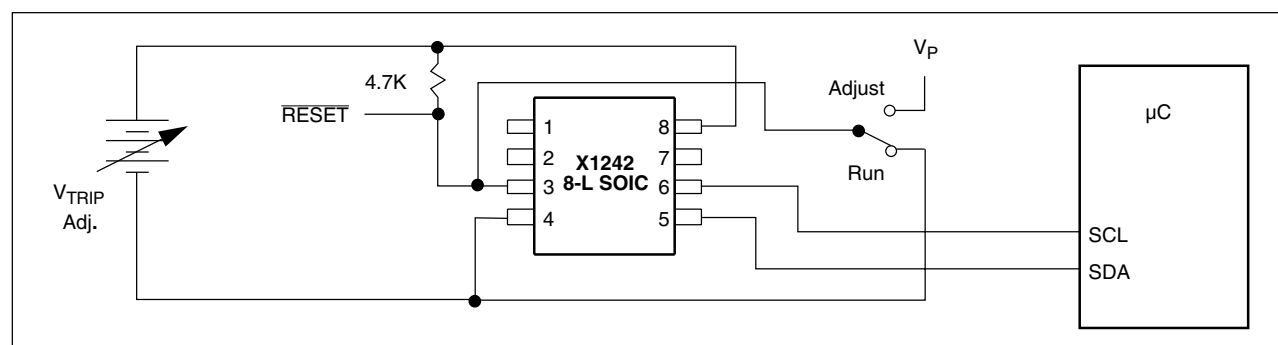 V_P
4.7K
Adjust
RESET
µC
1
8
2
X1242
7
Run
3
8-L SOIC
6
V_TRIP
Adj.
4
5
SCL
SDA